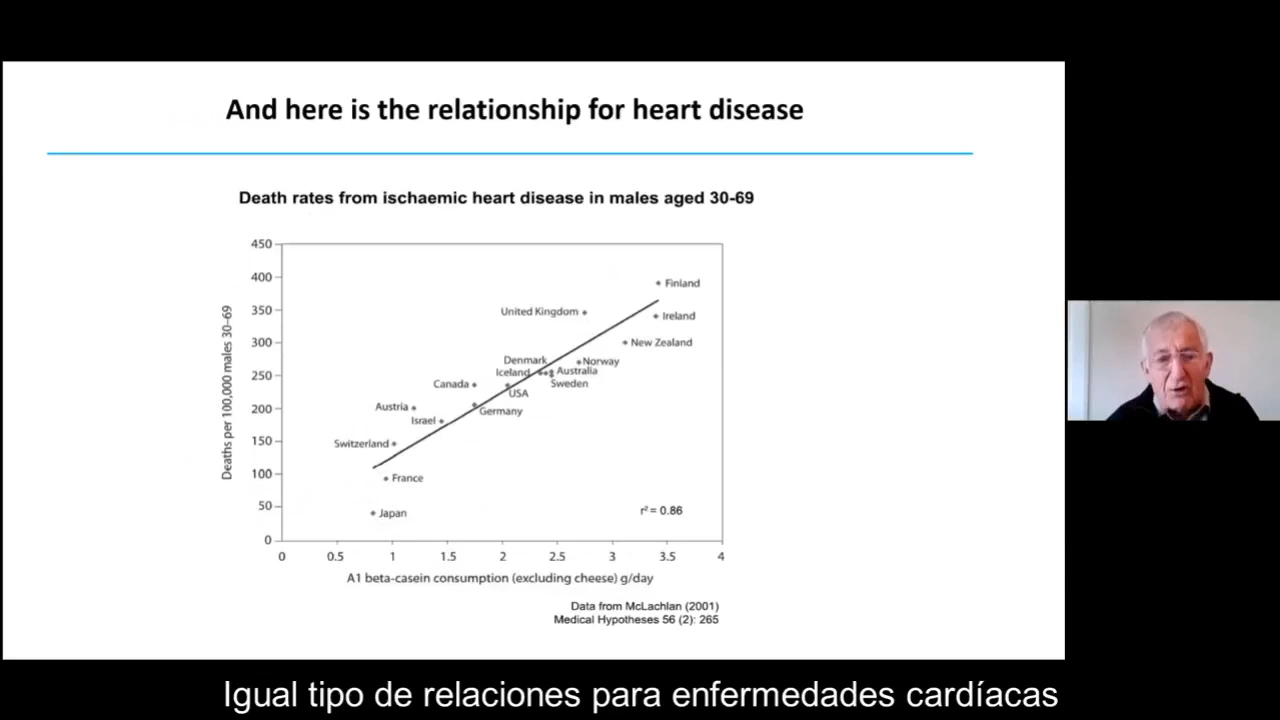 And here is the relationship for heart disease
Death rates from ischaemic heart disease in males aged 30-69
Deaths per 100,000 males 30–69
450
400
350
300
250
200
150
100
50
0
Finland
United Kingdom
Ireland
New Zealand
Denmark
Norway
Iceland
Australia
Canada
Sweden
USA
Austria
Germany
Israel
Switzerland
France
Japan
r² = 0.86
0 0.5 1 1.5 2 2.5 3 3.5 4
A1 beta-casein consumption (excluding cheese) g/day
Data from McLachlan (2001)
Medical Hypotheses 56 (2): 265
Igual tipo de relaciones para enfermedades cardíacas